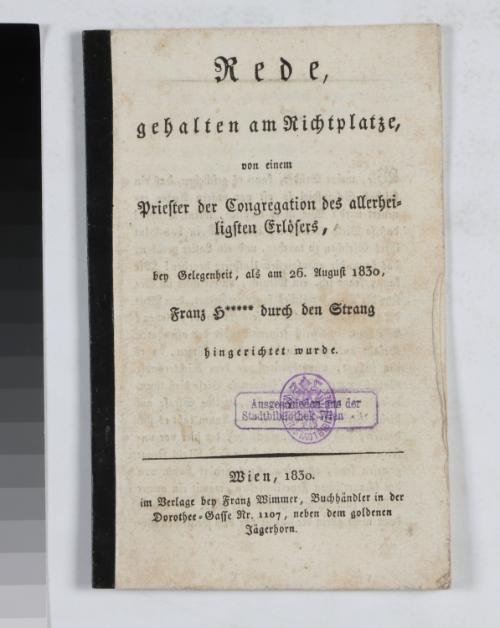 Rede,
gehalten am Richtplatze,
von einem
Priester der Congregation des allerhei-
ligsten Erlösers,
bey Gelegenheit, als am 26. August 1830,
Franz H***** durch den Strang
hingerichtet wurde.
Ausgeschieden aus der
Stadtbibliothek Wien
Wien, 1830.
im Verlage bey Franz Wimmer, Buchhändler in der
Dorothee-Gasse Nr. 1107, neben dem goldenen
Jägerhorn.